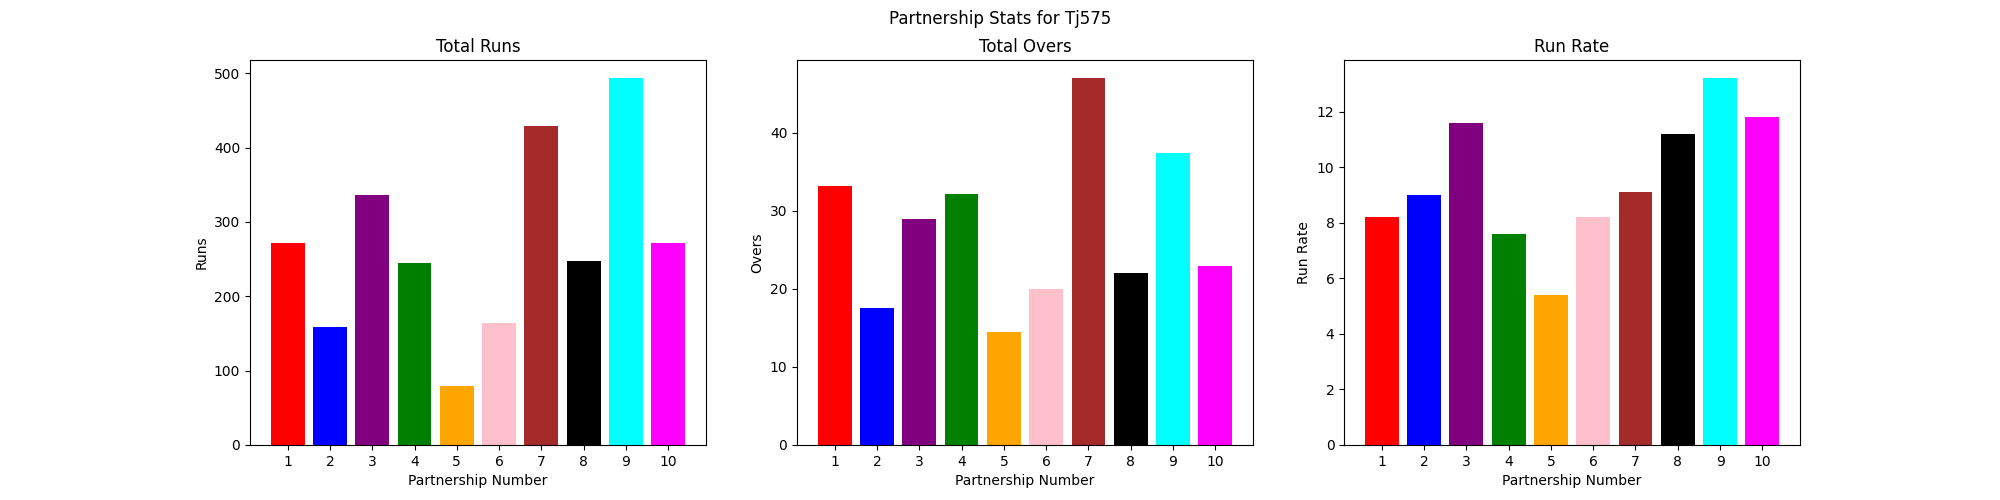 Partnership Stats for Tj575
Total Runs
Runs
500
400
300
200
100
0
1 2 3 4 5 6 7 8 9 10
Partnership Number
Total Overs
Overs
40
30
20
10
0
1 2 3 4 5 6 7 8 9 10
Partnership Number
Run Rate
Run Rate
12
10
8
6
4
2
0
1 2 3 4 5 6 7 8 9 10
Partnership Number